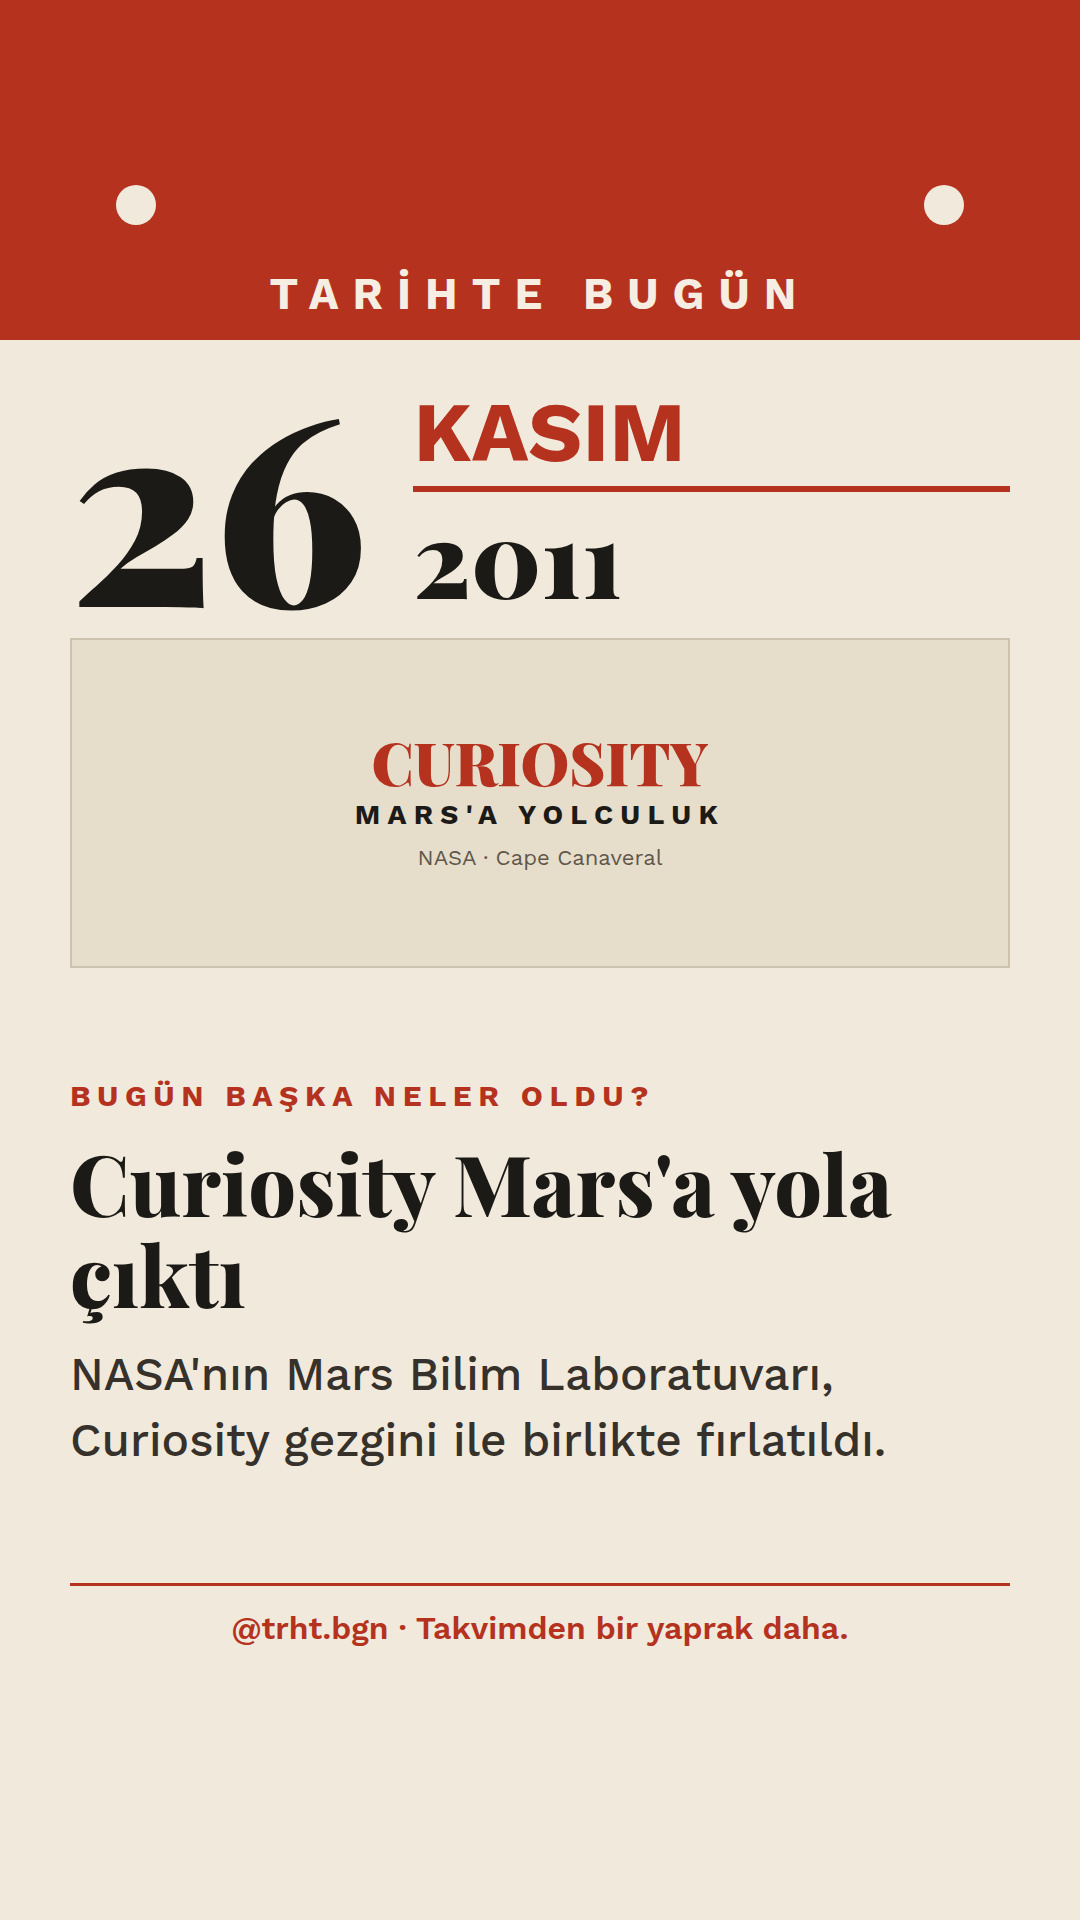 TARİHTE BUGÜN
26
KASIM
2011
CURIOSITY
MARS'A YOLCULUK
NASA · Cape Canaveral
BUGÜN BAŞKA NELER OLDU?
Curiosity Mars'a yola
çıktı
NASA'nın Mars Bilim Laboratuvarı,
Curiosity gezgini ile birlikte fırlatıldı.
@trht.bgn · Takvimden bir yaprak daha.